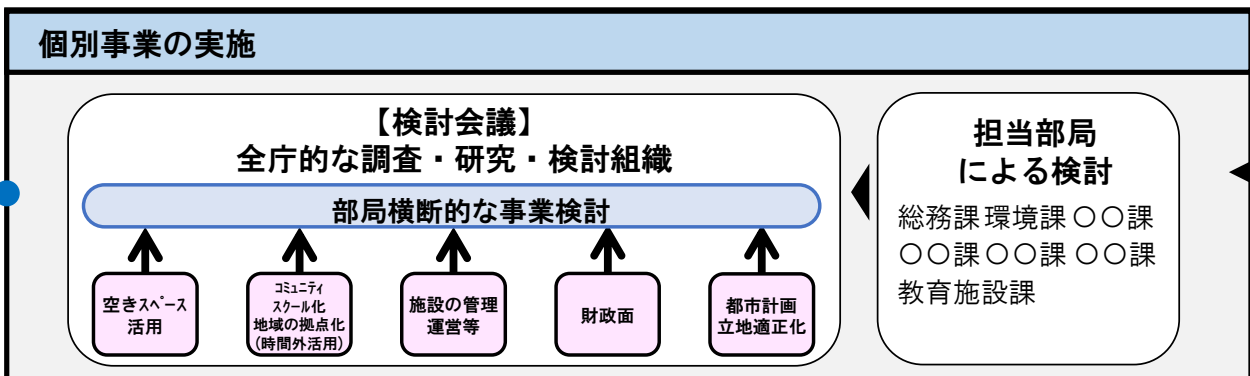 個別事業の実施
【検討会議】
全庁的な調査・研究・検討組織
部局横断的な事業検討
空きｽﾍﾟｰｽ
活用
ｺﾐｭﾆﾃｨ
ｽｸｰﾙ化
地域の拠点化
(時間外活用)
施設の管理
運営等
財政面
都市計画
立地適正化
担当部局
による検討
総務課 環境課 〇〇課
〇〇課 〇〇課 〇〇課
教育施設課